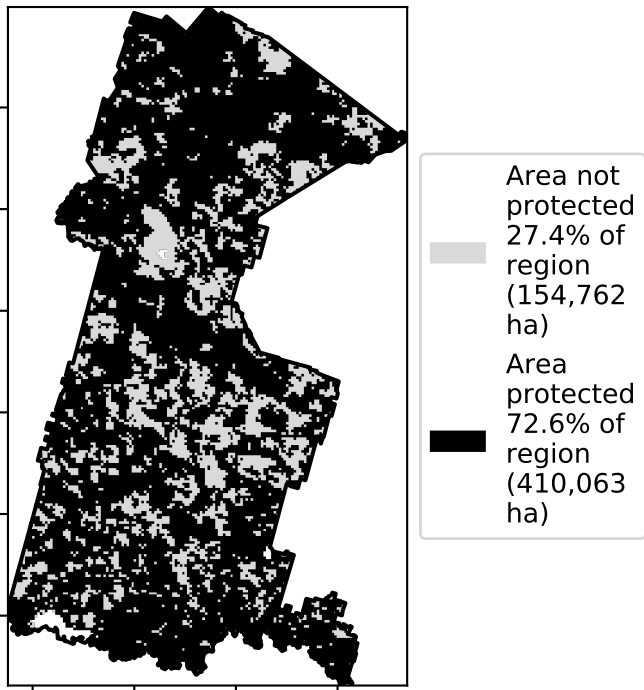 Area not
protected
27.4% of
region
(154,762
ha)
Area
protected
72.6% of
region
(410,063
ha)